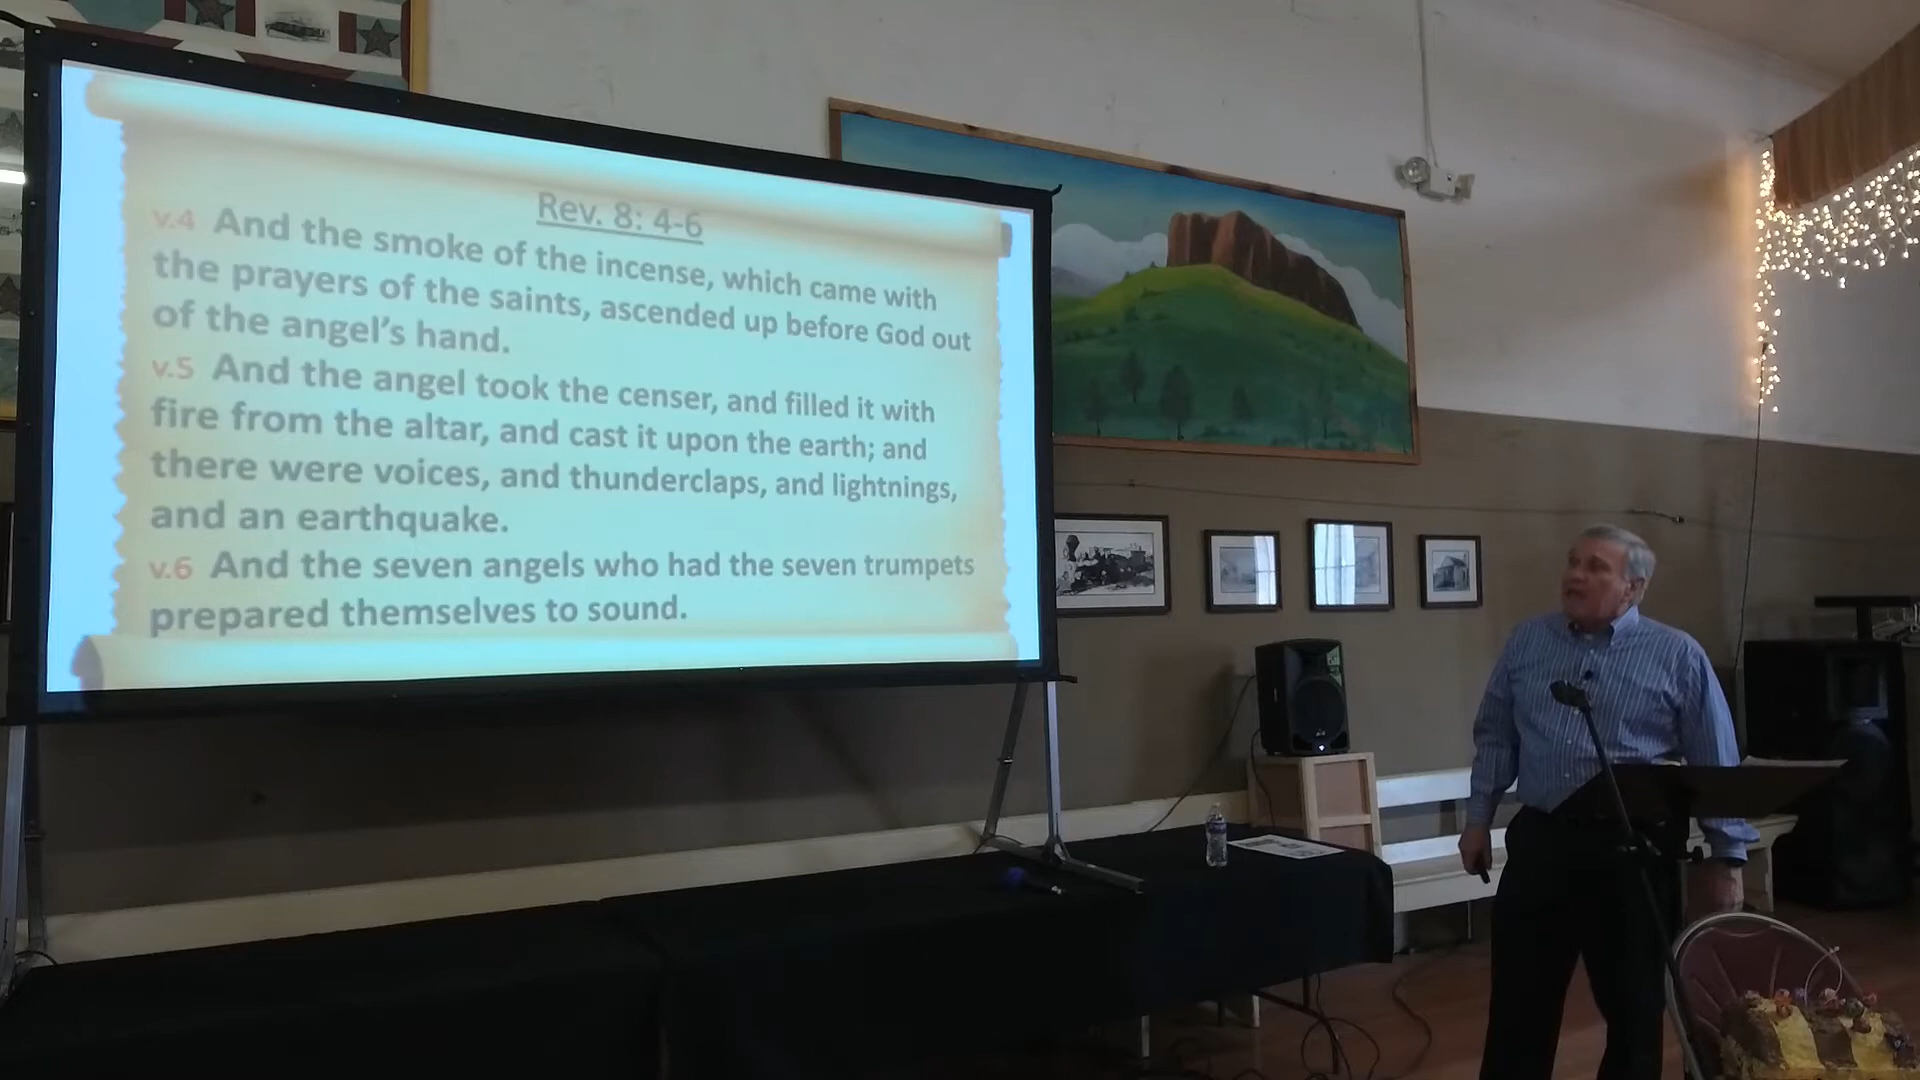 Rev. 8: 4-6
v.4 And the smoke of the incense, which came with
the prayers of the saints, ascended up before God out
of the angel’s hand.
v.5 And the angel took the censer, and filled it with
fire from the altar, and cast it upon the earth; and
there were voices, and thunderclaps, and lightnings,
and an earthquake.
v.6 And the seven angels who had the seven trumpets
prepared themselves to sound.